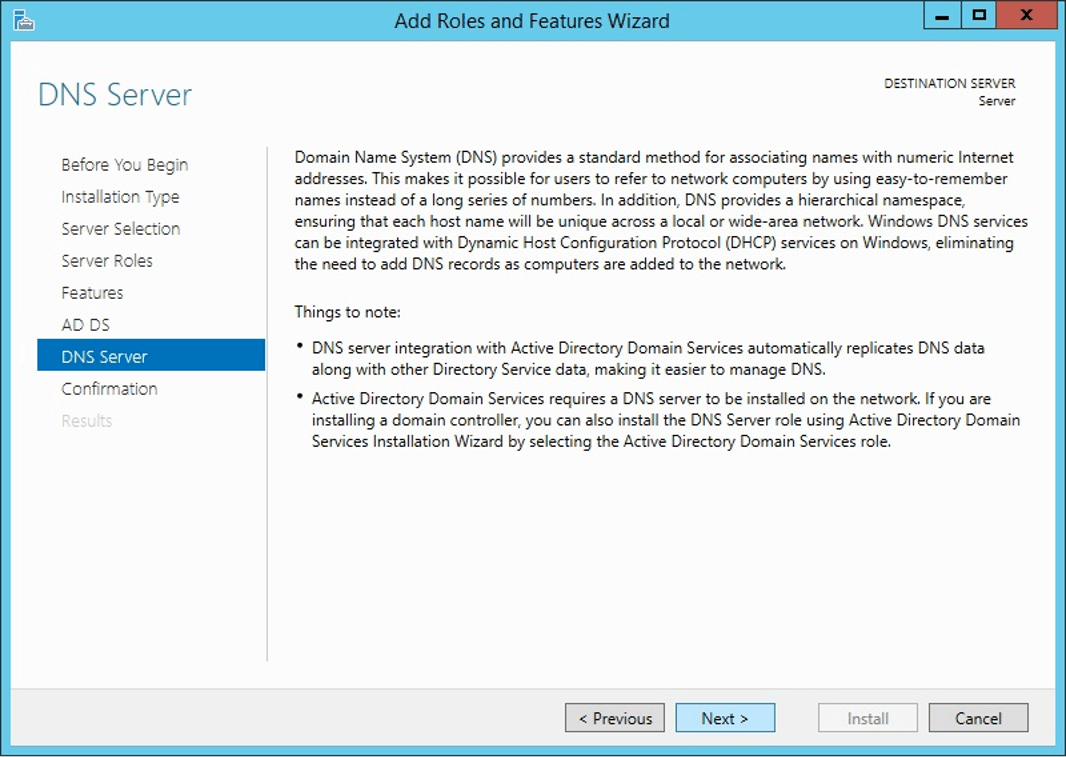 Add Roles and Features Wizard
DNS Server
DESTINATION SERVER
Server
Before You Begin
Installation Type
Server Selection
Server Roles
Features
AD DS
DNS Server
Confirmation
Results
Domain Name System (DNS) provides a standard method for associating names with numeric Internet
addresses. This makes it possible for users to refer to network computers by using easy-to-remember
names instead of a long series of numbers. In addition, DNS provides a hierarchical namespace,
ensuring that each host name will be unique across a local or wide-area network. Windows DNS services
can be integrated with Dynamic Host Configuration Protocol (DHCP) services on Windows, eliminating
the need to add DNS records as computers are added to the network.
Things to note:
• DNS server integration with Active Directory Domain Services automatically replicates DNS data
along with other Directory Service data, making it easier to manage DNS.
• Active Directory Domain Services requires a DNS server to be installed on the network. If you are
installing a domain controller, you can also install the DNS Server role using Active Directory Domain
Services Installation Wizard by selecting the Active Directory Domain Services role.
< Previous
Next >
Install
Cancel